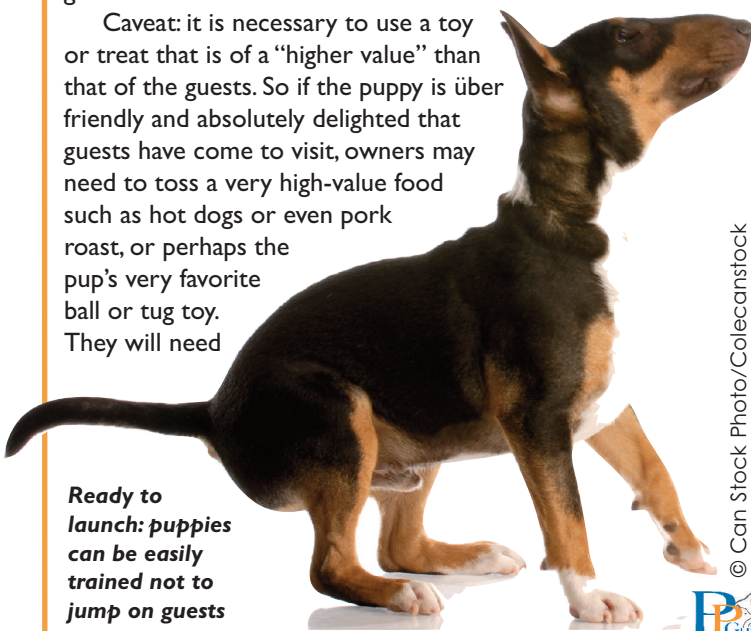 Caveat: it is necessary to use a toy
or treat that is of a “higher value” than
that of the guests. So if the puppy is über
friendly and absolutely delighted that
guests have come to visit, owners may
need to toss a very high-value food
such as hot dogs or even pork
roast, or perhaps the
pup’s very favorite
ball or tug toy.
They will need
Ready to
launch: puppies
can be easily
trained not to
jump on guests
© Can Stock Photo/Colecanstock